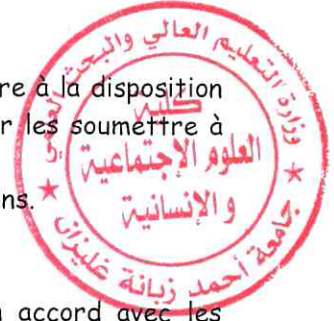 re à la disposition
r les soumettre à
ns.
accord avec les
وزارة التعليم العالي والبحث العلمي
كلية
العلوم الإجتماعية
و الإنسانية
جامعة أحمد زبانة غليزان